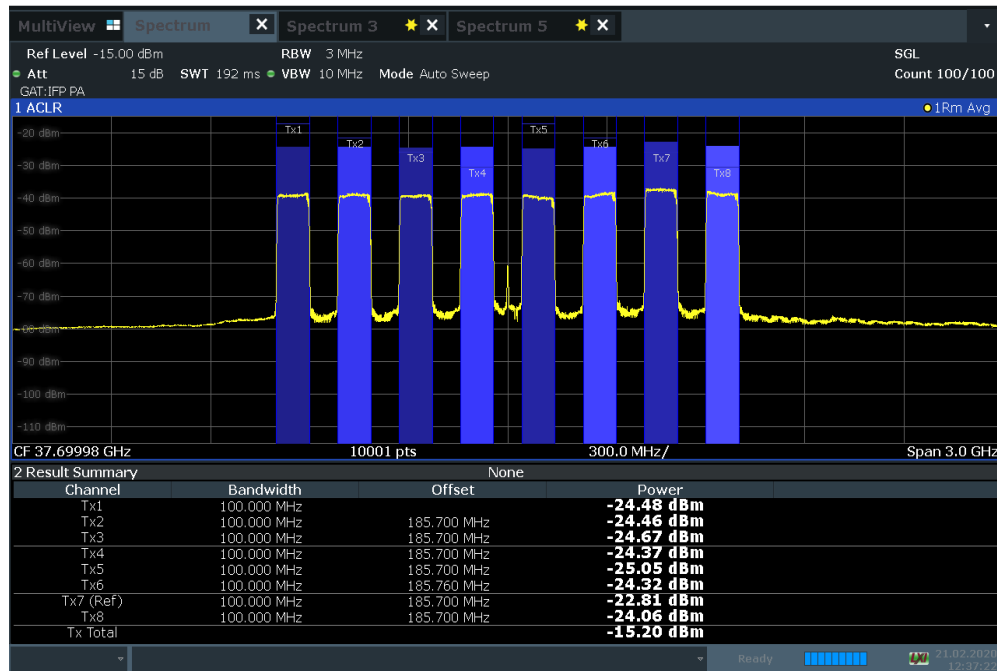 MultiView Spectrum X Spectrum 3 X Spectrum 5 X
Ref Level -15.00 dBm RBW 3 MHz SGL
Att 15 dB SWT 192 ms VBW 10 MHz Mode Auto Sweep Count 100/100
GAT:IFP PA
1 ACLR 1Rm Avg
-20 dBm
Tx1 Tx5
Tx2 Tx6
Tx3 Tx7
-30 dBm
Tx4 Tx8
-40 dBm
-50 dBm
-60 dBm
-70 dBm
-80 dBm
-90 dBm
-100 dBm
-110 dBm
CF 37.69998 GHz 10001 pts 300.0 MHz/ Span 3.0 GHz
2 Result Summary None
Channel Bandwidth Offset Power
Tx1 100.000 MHz -24.48 dBm
Tx2 100.000 MHz 185.700 MHz -24.46 dBm
Tx3 100.000 MHz 185.700 MHz -24.67 dBm
Tx4 100.000 MHz 185.700 MHz -24.37 dBm
Tx5 100.000 MHz 185.700 MHz -25.05 dBm
Tx6 100.000 MHz 185.760 MHz -24.32 dBm
Tx7 (Ref) 100.000 MHz 185.700 MHz -22.81 dBm
Tx8 100.000 MHz 185.700 MHz -24.06 dBm
Tx Total -15.20 dBm
Ready 21.02.2020
12:37:22